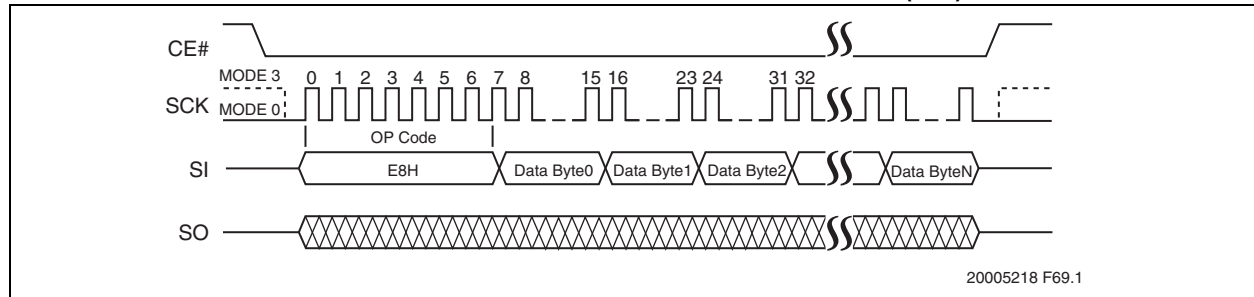 CE#
MODE 3 0 1 2 3 4 5 6 7 8 15 16 23 24 31 32
SCK MODE 0
OP Code
SI E8H Data Byte0 Data Byte1 Data Byte2 Data ByteN
SO
20005218 F69.1